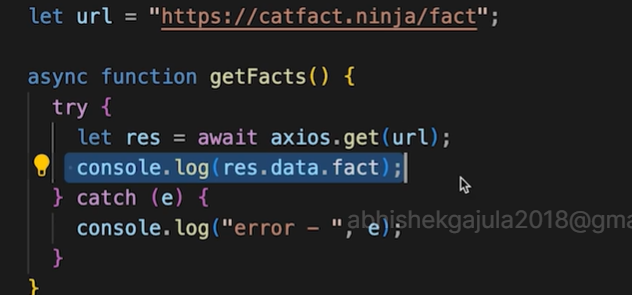 let url = "https://catfact.ninja/fact";
async function getFacts() {
try {
let res = await axios.get(url);
console.log(res.data.fact);
} catch (e) {
console.log("error - ", e);
abhishekgajula2018@gma
}
}